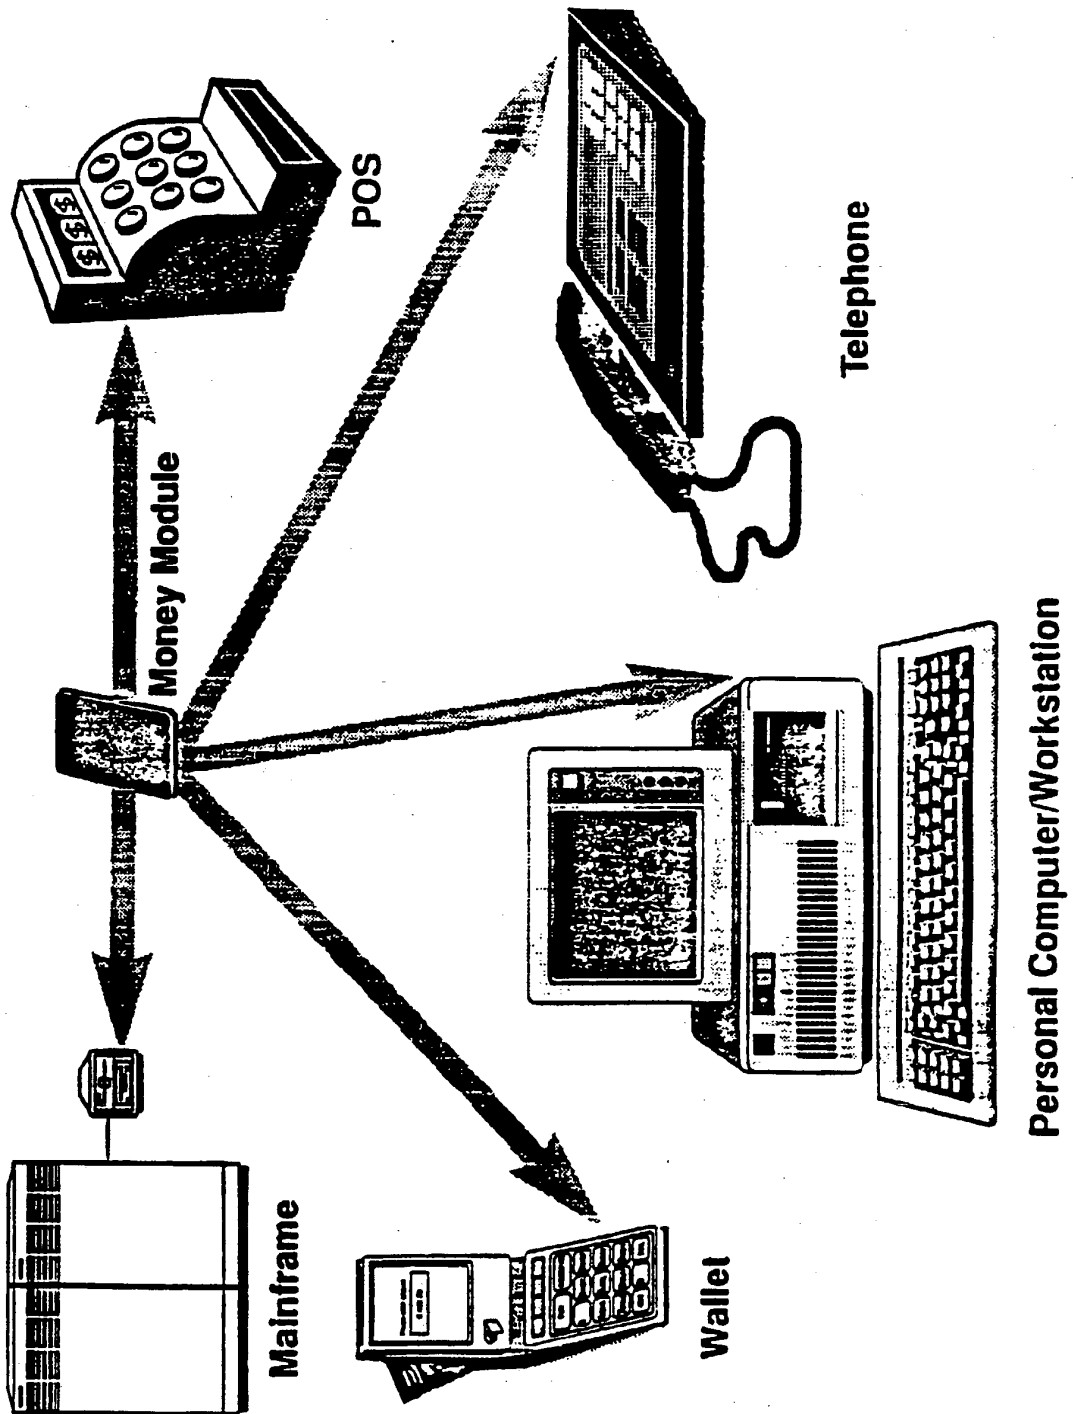 Mainframe
Money Module
$ $ $
POS
Wallet
Personal Computer/Workstation
Telephone